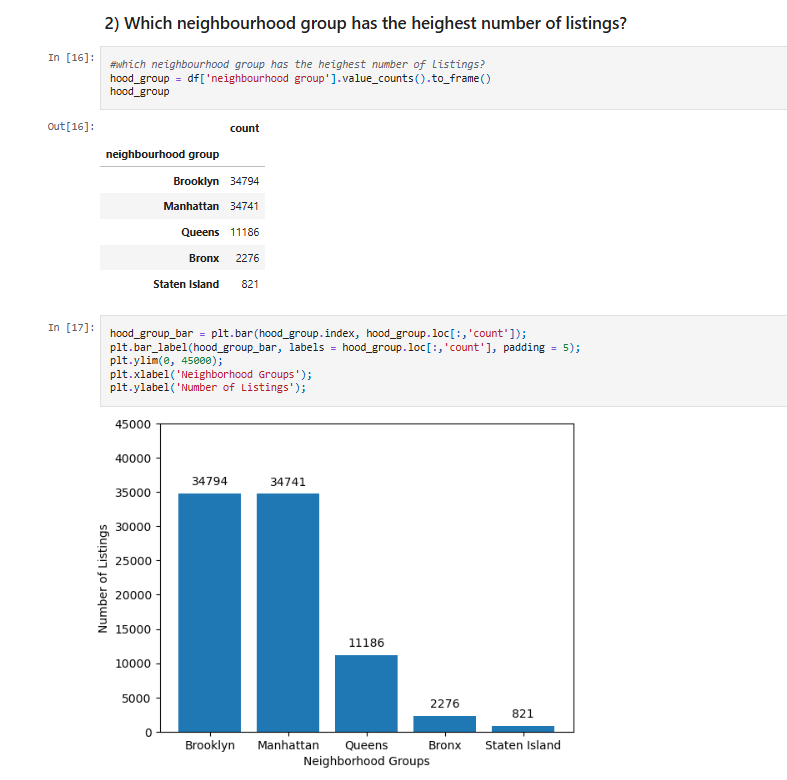 2) Which neighbourhood group has the heighest number of listings?
In [16]:
#which neighbourhood group has the heighest number of listings?
hood_group = df['neighbourhood group'].value_counts().to_frame()
hood_group
Out[16]:
count
neighbourhood group
Brooklyn 34794
Manhattan 34741
Queens 11186
Bronx 2276
Staten Island 821
In [17]:
hood_group_bar = plt.bar(hood_group.index, hood_group.loc[:,'count']);
plt.bar_label(hood_group_bar, labels = hood_group.loc[:,'count'], padding = 5);
plt.ylim(0, 45000);
plt.xlabel('Neighborhood Groups');
plt.ylabel('Number of Listings');
45000
40000
35000
30000
25000
20000
15000
10000
5000
0
Number of Listings
34794
34741
11186
2276
821
Brooklyn Manhattan Queens Bronx Staten Island
Neighborhood Groups